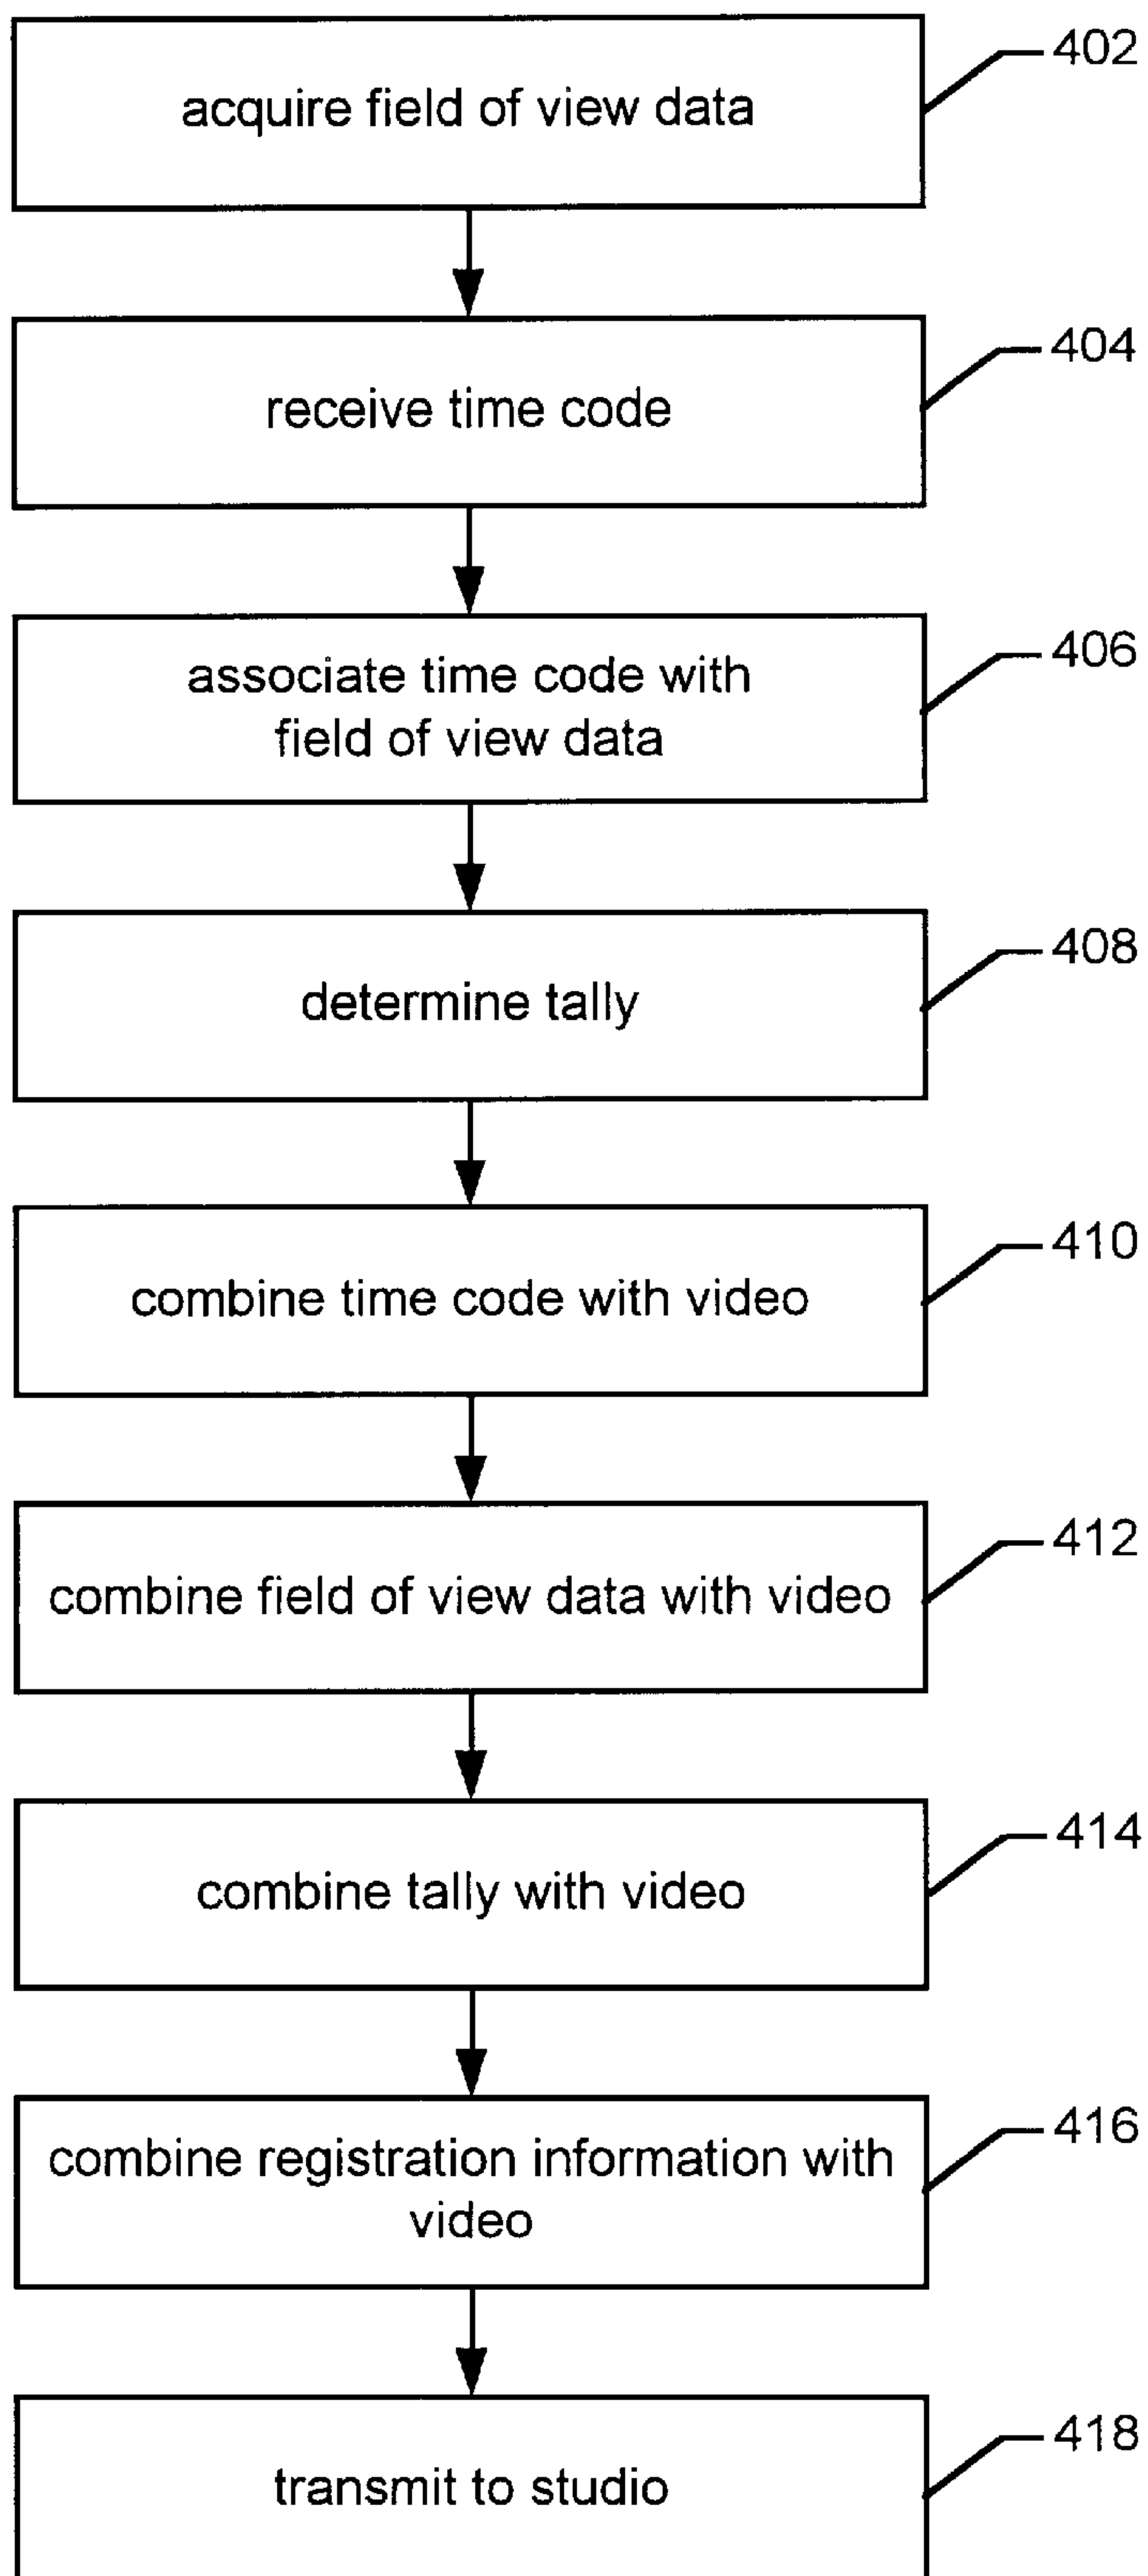 acquire field of view data
402
receive time code
404
associate time code with
field of view data
406
determine tally
408
combine time code with video
410
combine field of view data with video
412
combine tally with video
414
combine registration information with
video
416
transmit to studio
418